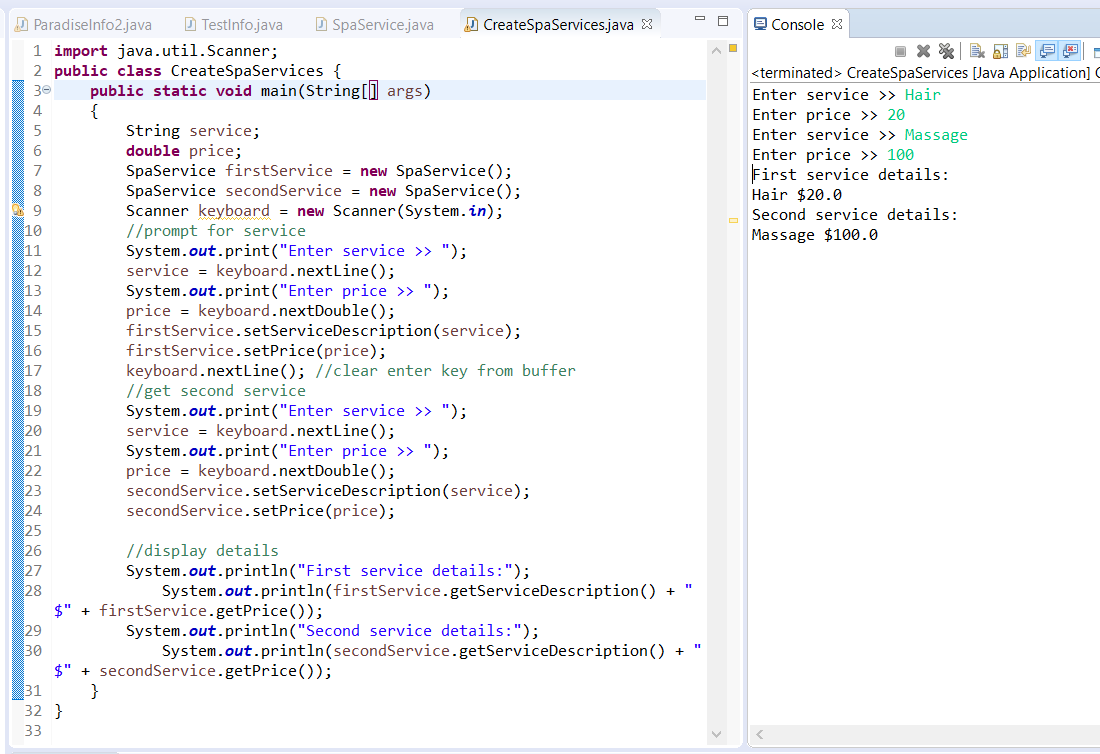 ParadiseInfo2.java TestInfo.java SpaService.java CreateSpaServices.java
1 import java.util.Scanner;
2 public class CreateSpaServices {
3 public static void main(String[] args)
4 {
5 String service;
6 double price;
7 SpaService firstService = new SpaService();
8 SpaService secondService = new SpaService();
9 Scanner keyboard = new Scanner(System.in);
10 //prompt for service
11 System.out.print("Enter service >> ");
12 service = keyboard.nextLine();
13 System.out.print("Enter price >> ");
14 price = keyboard.nextDouble();
15 firstService.setServiceDescription(service);
16 firstService.setPrice(price);
17 keyboard.nextLine(); //clear enter key from buffer
18 //get second service
19 System.out.print("Enter service >> ");
20 service = keyboard.nextLine();
21 System.out.print("Enter price >> ");
22 price = keyboard.nextDouble();
23 secondService.setServiceDescription(service);
24 secondService.setPrice(price);
25
26 //display details
27 System.out.println("First service details:");
28 System.out.println(firstService.getServiceDescription() + "
$" + firstService.getPrice());
29 System.out.println("Second service details:");
30 System.out.println(secondService.getServiceDescription() + "
$" + secondService.getPrice());
31 }
32 }
33
Console
<terminated> CreateSpaServices [Java Application] C
Enter service >> Hair
Enter price >> 20
Enter service >> Massage
Enter price >> 100
First service details:
Hair $20.0
Second service details:
Massage $100.0